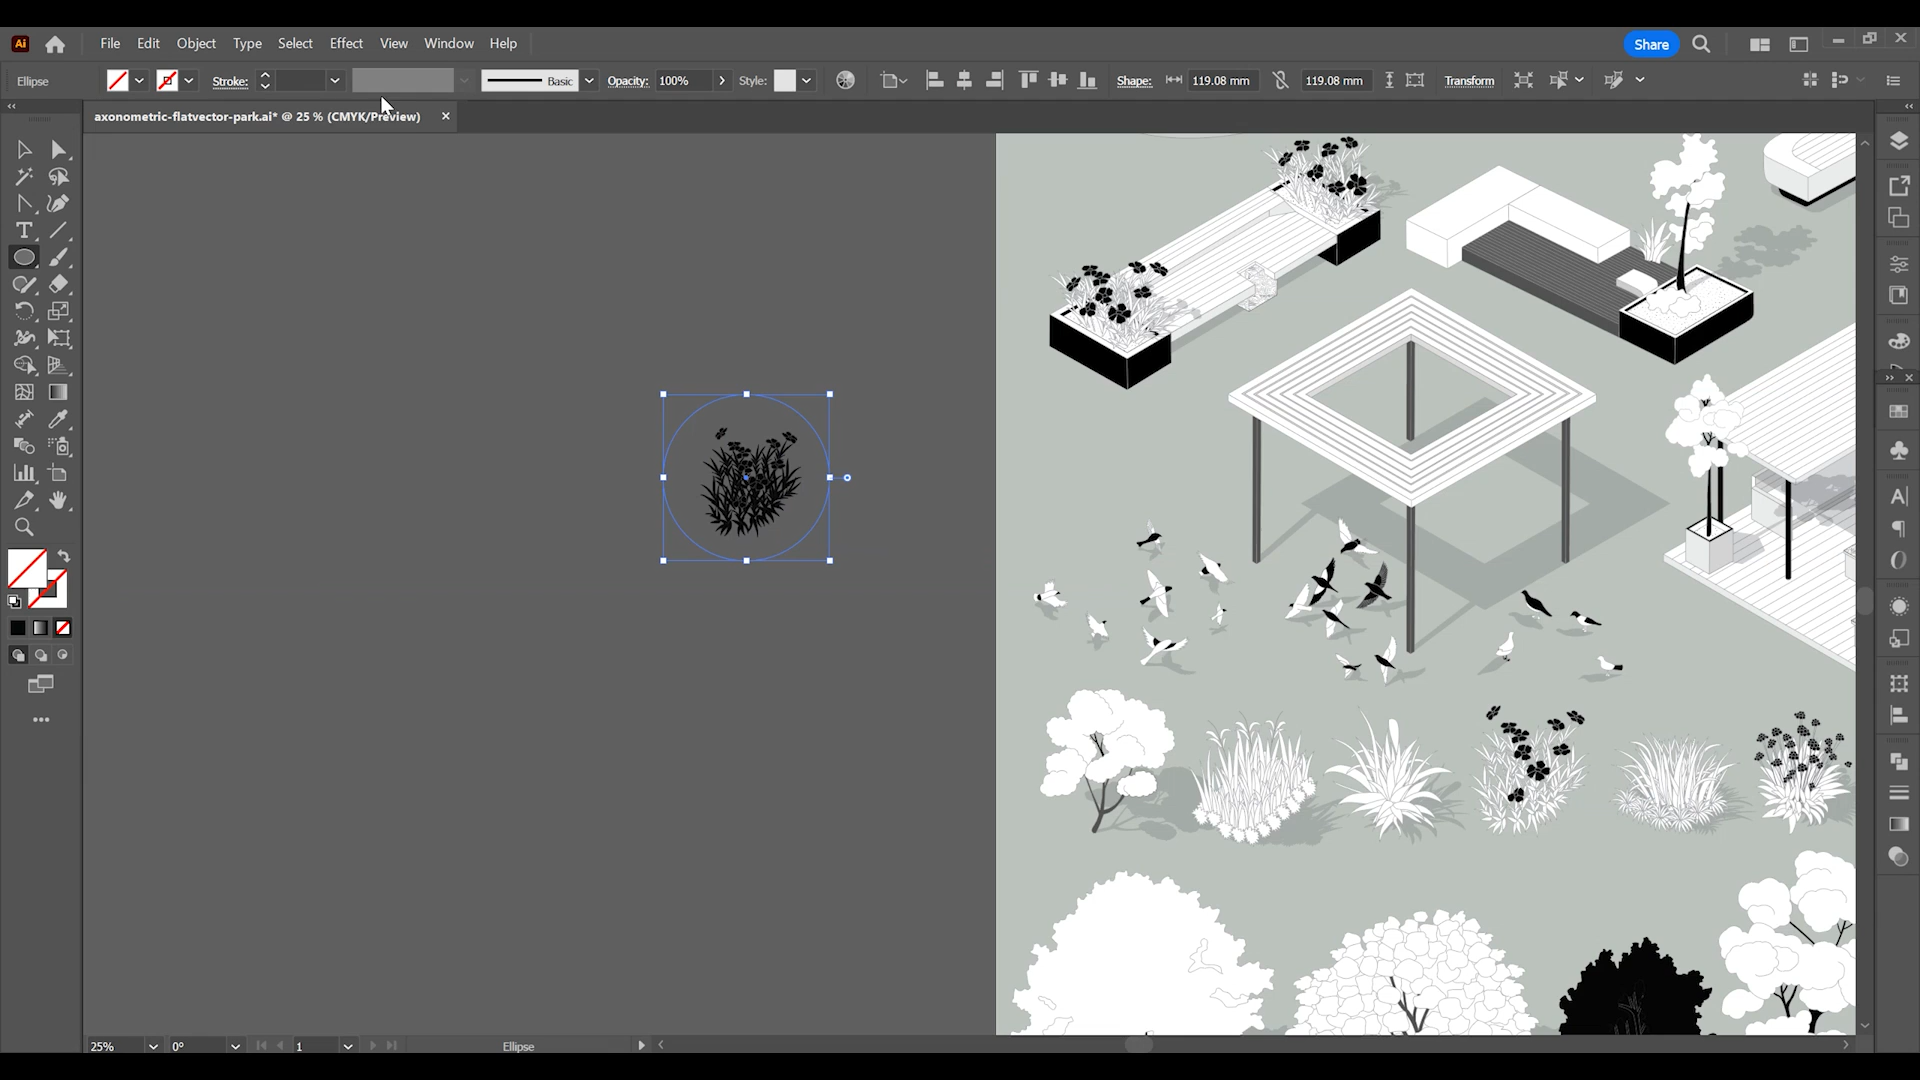 Ai File Edit Object Type Select Effect View Window Help Share
Ellipse Stroke: Basic Opacity: 100% Style: Shape: 119.08 mm 119.08 mm Transform
axonometric-flatvector-park.ai* @ 25 % (CMYK/Preview)
25% 0° 1 Ellipse